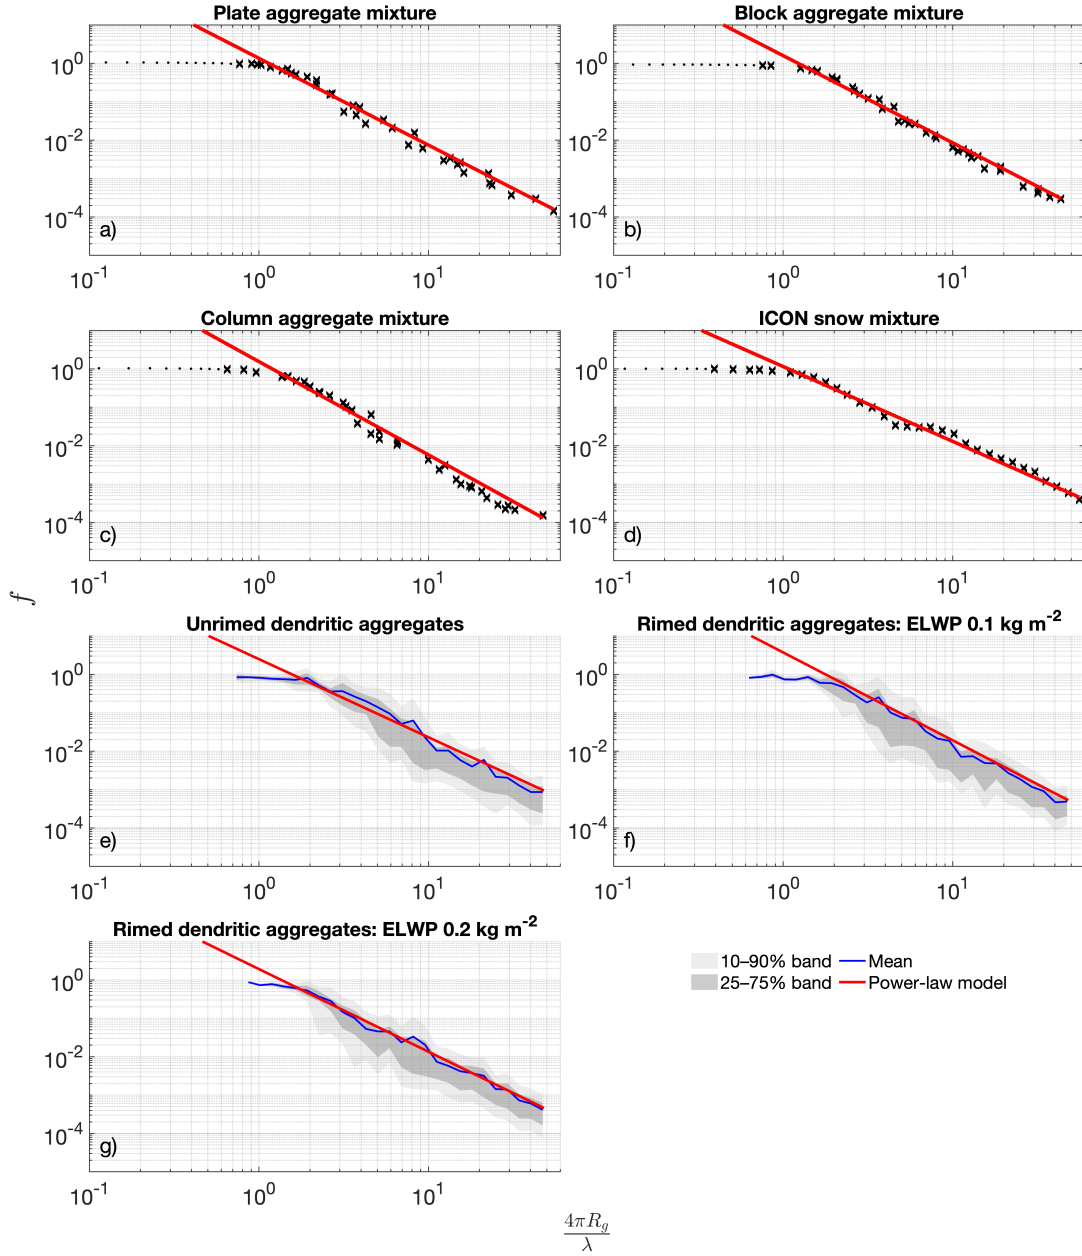 Plate aggregate mixture
Block aggregate mixture
10^0
10^-2
10^-4
a)
10^-1
10^0
10^1
10^0
10^-2
10^-4
b)
10^-1
10^0
10^1
Column aggregate mixture
ICON snow mixture
10^0
10^-2
10^-4
c)
10^-1
10^0
10^1
10^0
10^-2
10^-4
d)
10^-1
10^0
10^1
f
Unrimed dendritic aggregates
Rimed dendritic aggregates: ELWP 0.1 kg m^-2
10^0
10^-2
10^-4
e)
10^-1
10^0
10^1
10^0
10^-2
10^-4
f)
10^-1
10^0
10^1
Rimed dendritic aggregates: ELWP 0.2 kg m^-2
10^0
10^-2
10^-4
g)
10^-1
10^0
10^1
10–90% band
Mean
25–75% band
Power-law model
4πR_g
λ